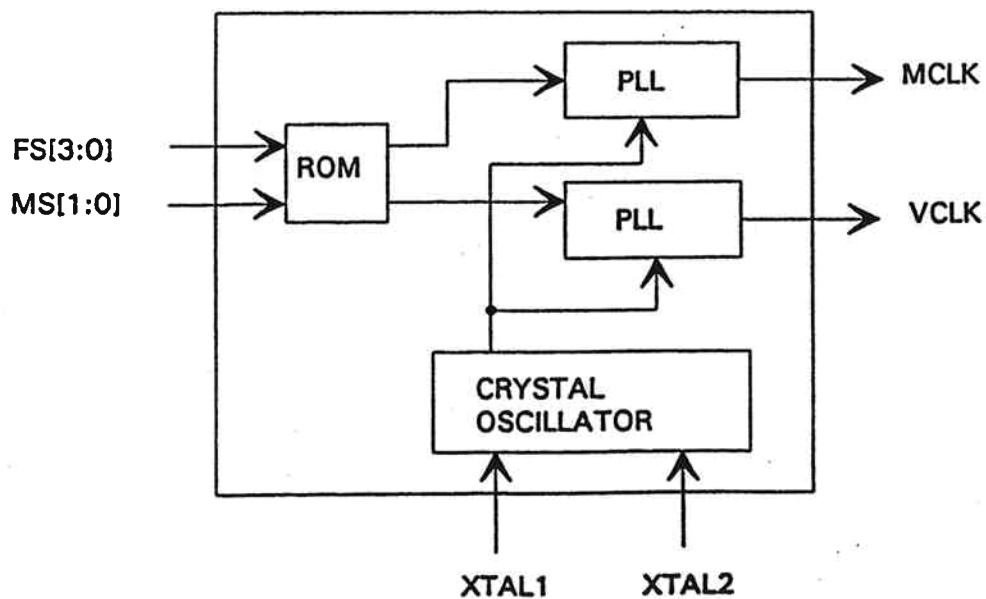 PLL
MCLK
FS[3:0]
ROM
MS[1:0]
PLL
VCLK
CRYSTAL
OSCILLATOR
XTAL1
XTAL2